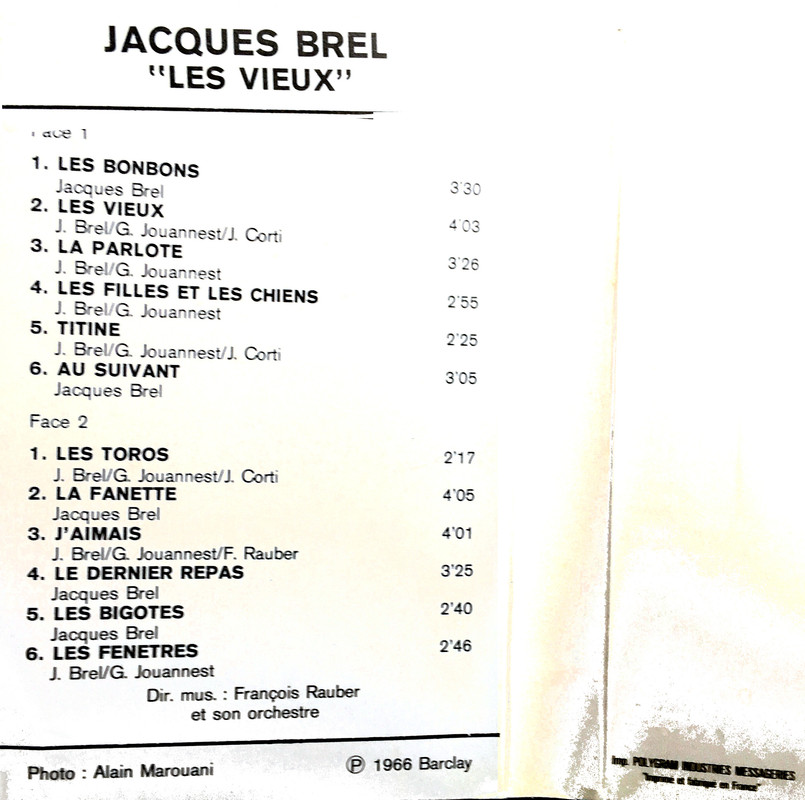 JACQUES BREL
"LES VIEUX"
Face 1
1. LES BONBONS
Jacques Brel 3'30
2. LES VIEUX
J. Brel/G. Jouannest/J. Corti 4'03
3. LA PARLOTE
J. Brel/G. Jouannest 3'26
4. LES FILLES ET LES CHIENS
J. Brel/G. Jouannest 2'55
5. TITINE
J. Brel/G. Jouannest/J. Corti 2'25
6. AU SUIVANT
Jacques Brel 3'05
Face 2
1. LES TOROS 2'17
J. Brel/G. Jouannest/J. Corti
2. LA FANETTE 4'05
Jacques Brel
3. J'AIMAIS 4'01
J. Brel/G. Jouannest/F. Rauber
4. LE DERNIER REPAS 3'25
Jacques Brel
5. LES BIGOTES 2'40
Jacques Brel
6. LES FENETRES 2'46
J. Brel/G. Jouannest
Dir. mus. : François Rauber
et son orchestre
Photo : Alain Marouani ℗ 1966 Barclay
Imp. POLYGRAM INDUSTRIES MESSAGERIES
"Imprimé et fabriqué en France"